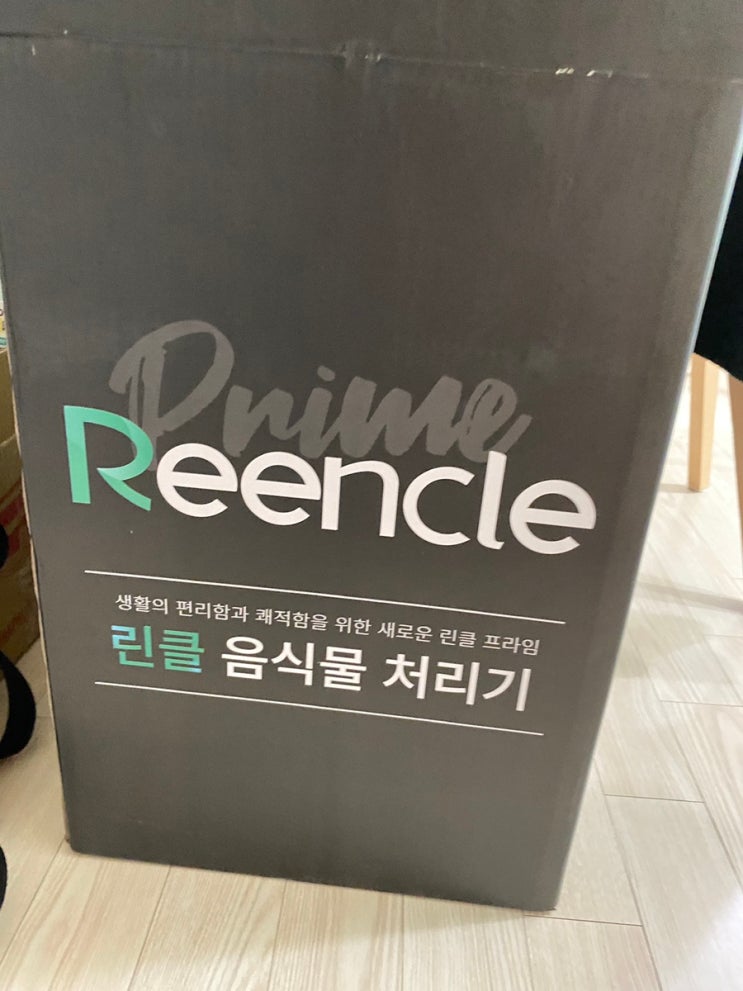 Prime
Reencle
생활의 편리함과 쾌적함을 위한 새로운 린클 프라임
린클 음식물 처리기